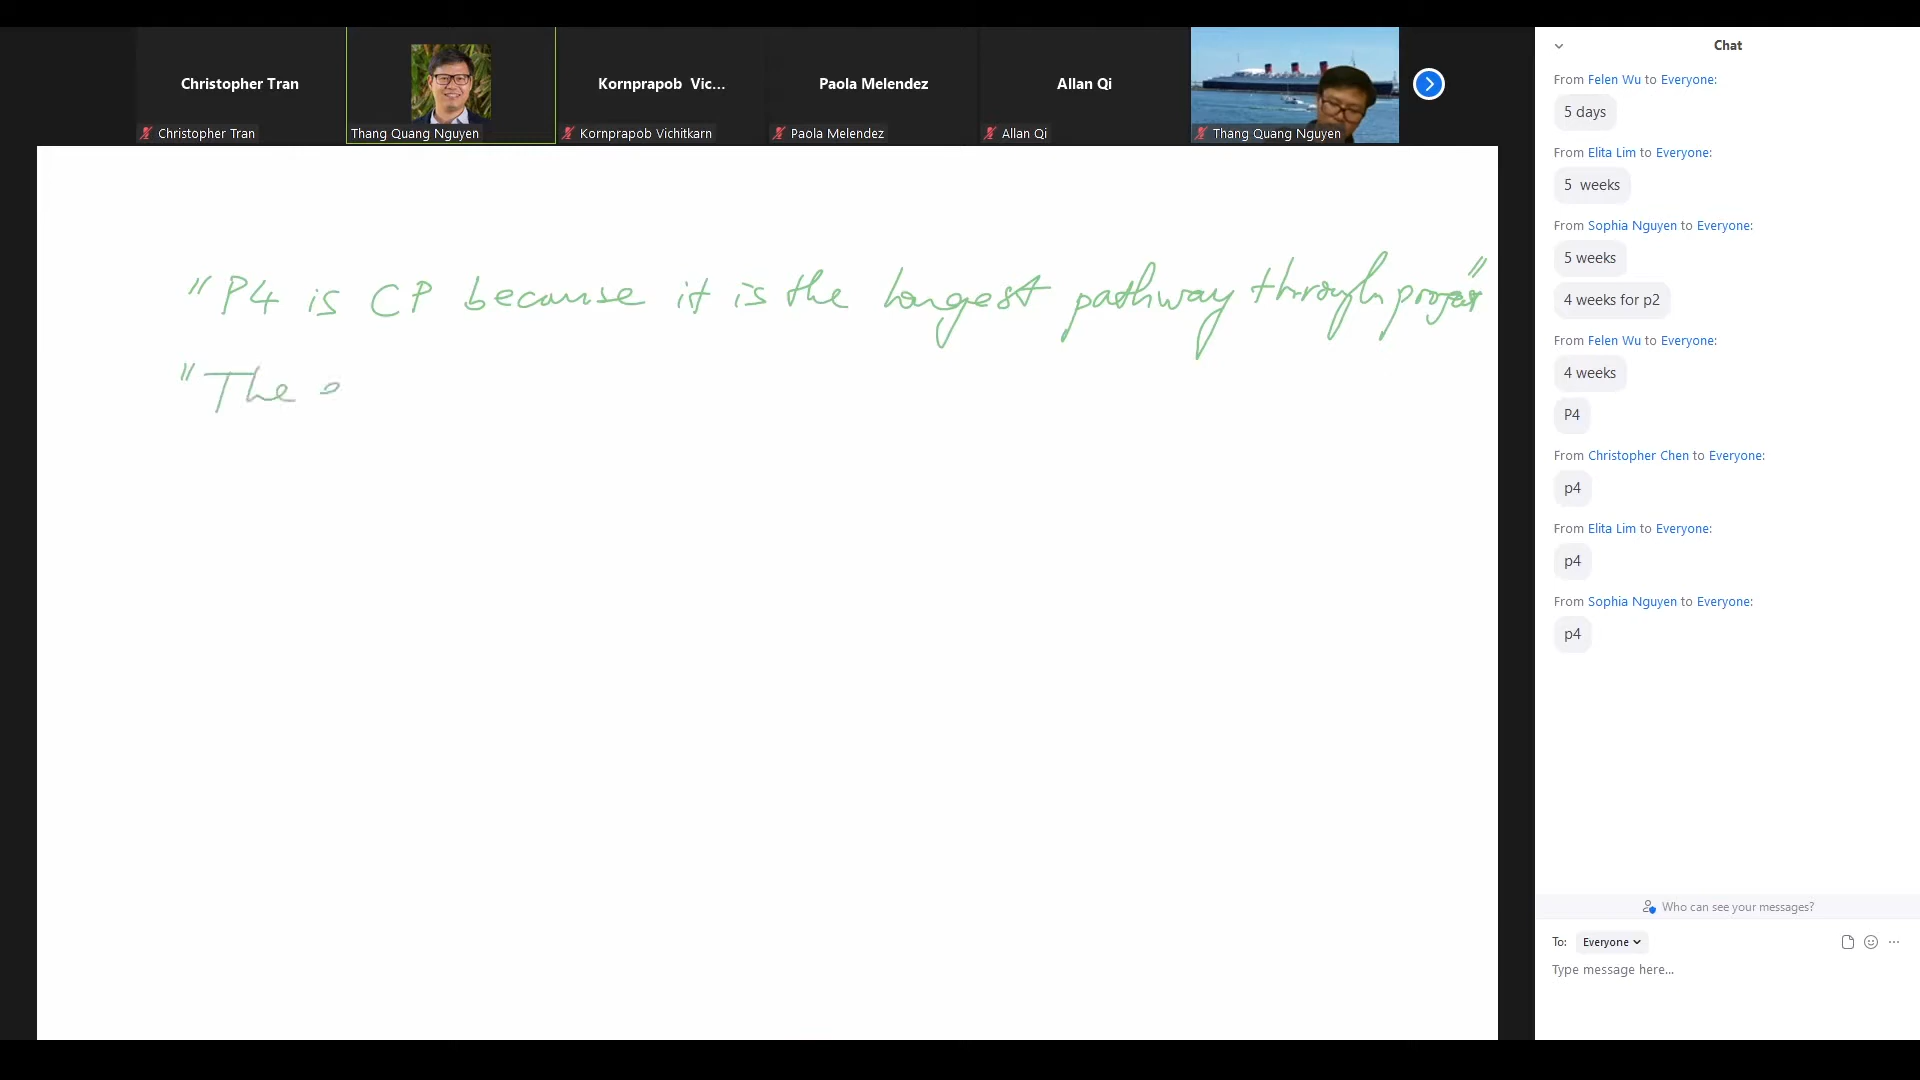 Christopher Tran
Kornprapob Vic...
Paola Melendez
Allan Qi
Christopher Tran
Thang Quang Nguyen
Kornprapob Vichitkarn
Paola Melendez
Allan Qi
Thang Quang Nguyen
"P4 is CP because it is the longest pathway through project"
"The
Chat
From Felen Wu to Everyone:
5 days
From Elita Lim to Everyone:
5 weeks
From Sophia Nguyen to Everyone:
5 weeks
4 weeks for p2
From Felen Wu to Everyone:
4 weeks
P4
From Christopher Chen to Everyone:
p4
From Elita Lim to Everyone:
p4
From Sophia Nguyen to Everyone:
p4
Who can see your messages?
To: Everyone
Type message here...